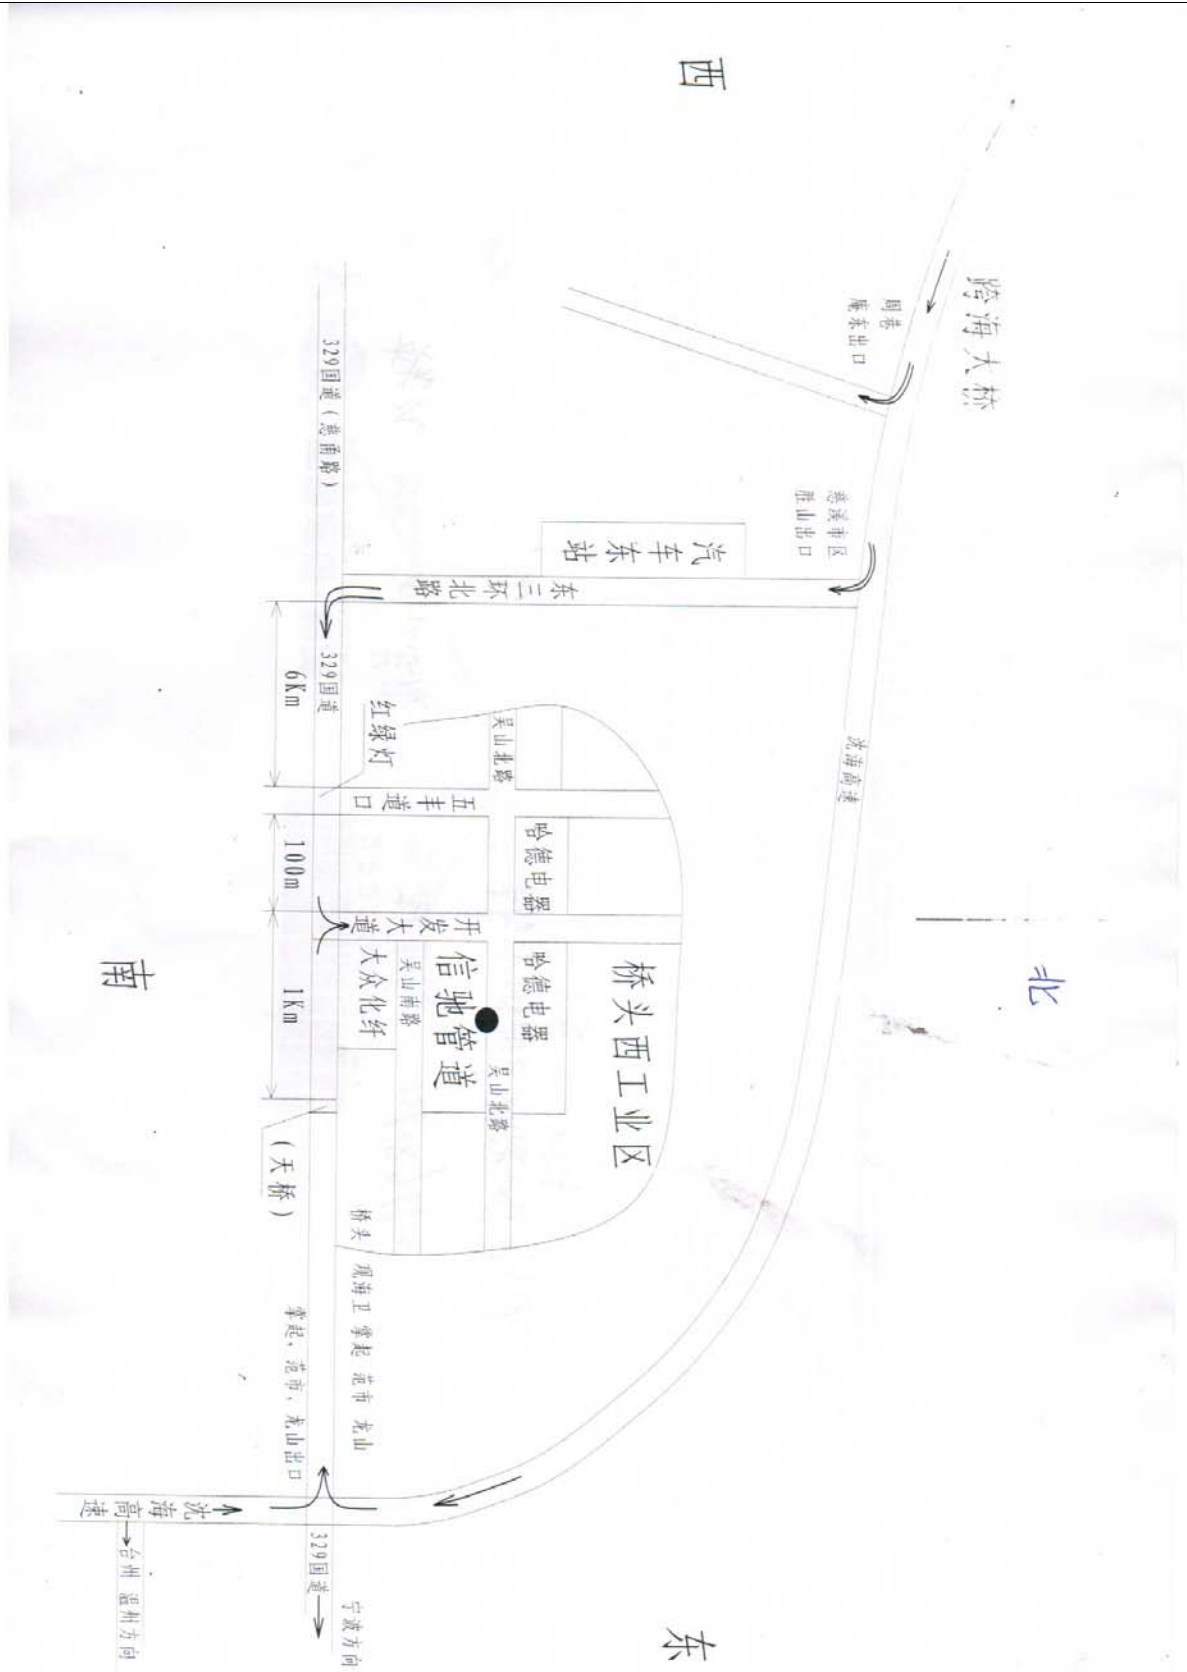 西
北
跨海大桥
周巷
庵东出口
慈溪市区
胜山出口
汽车东站
东三环北路
沈海高速
329国道（慈甬路）
329国道
6Km
红绿灯
吴山北路
五丰道口
哈德电器
100m
开发大道
哈德电器
桥头西工业区
信驰管道
吴山南路
大众化纤
吴山北路
1Km
南
（天桥）
桥头 观海卫 掌起 范市 龙山
掌起、范市、龙山出口
沈海高速
329国道
宁波方向
台州 温州方向
东